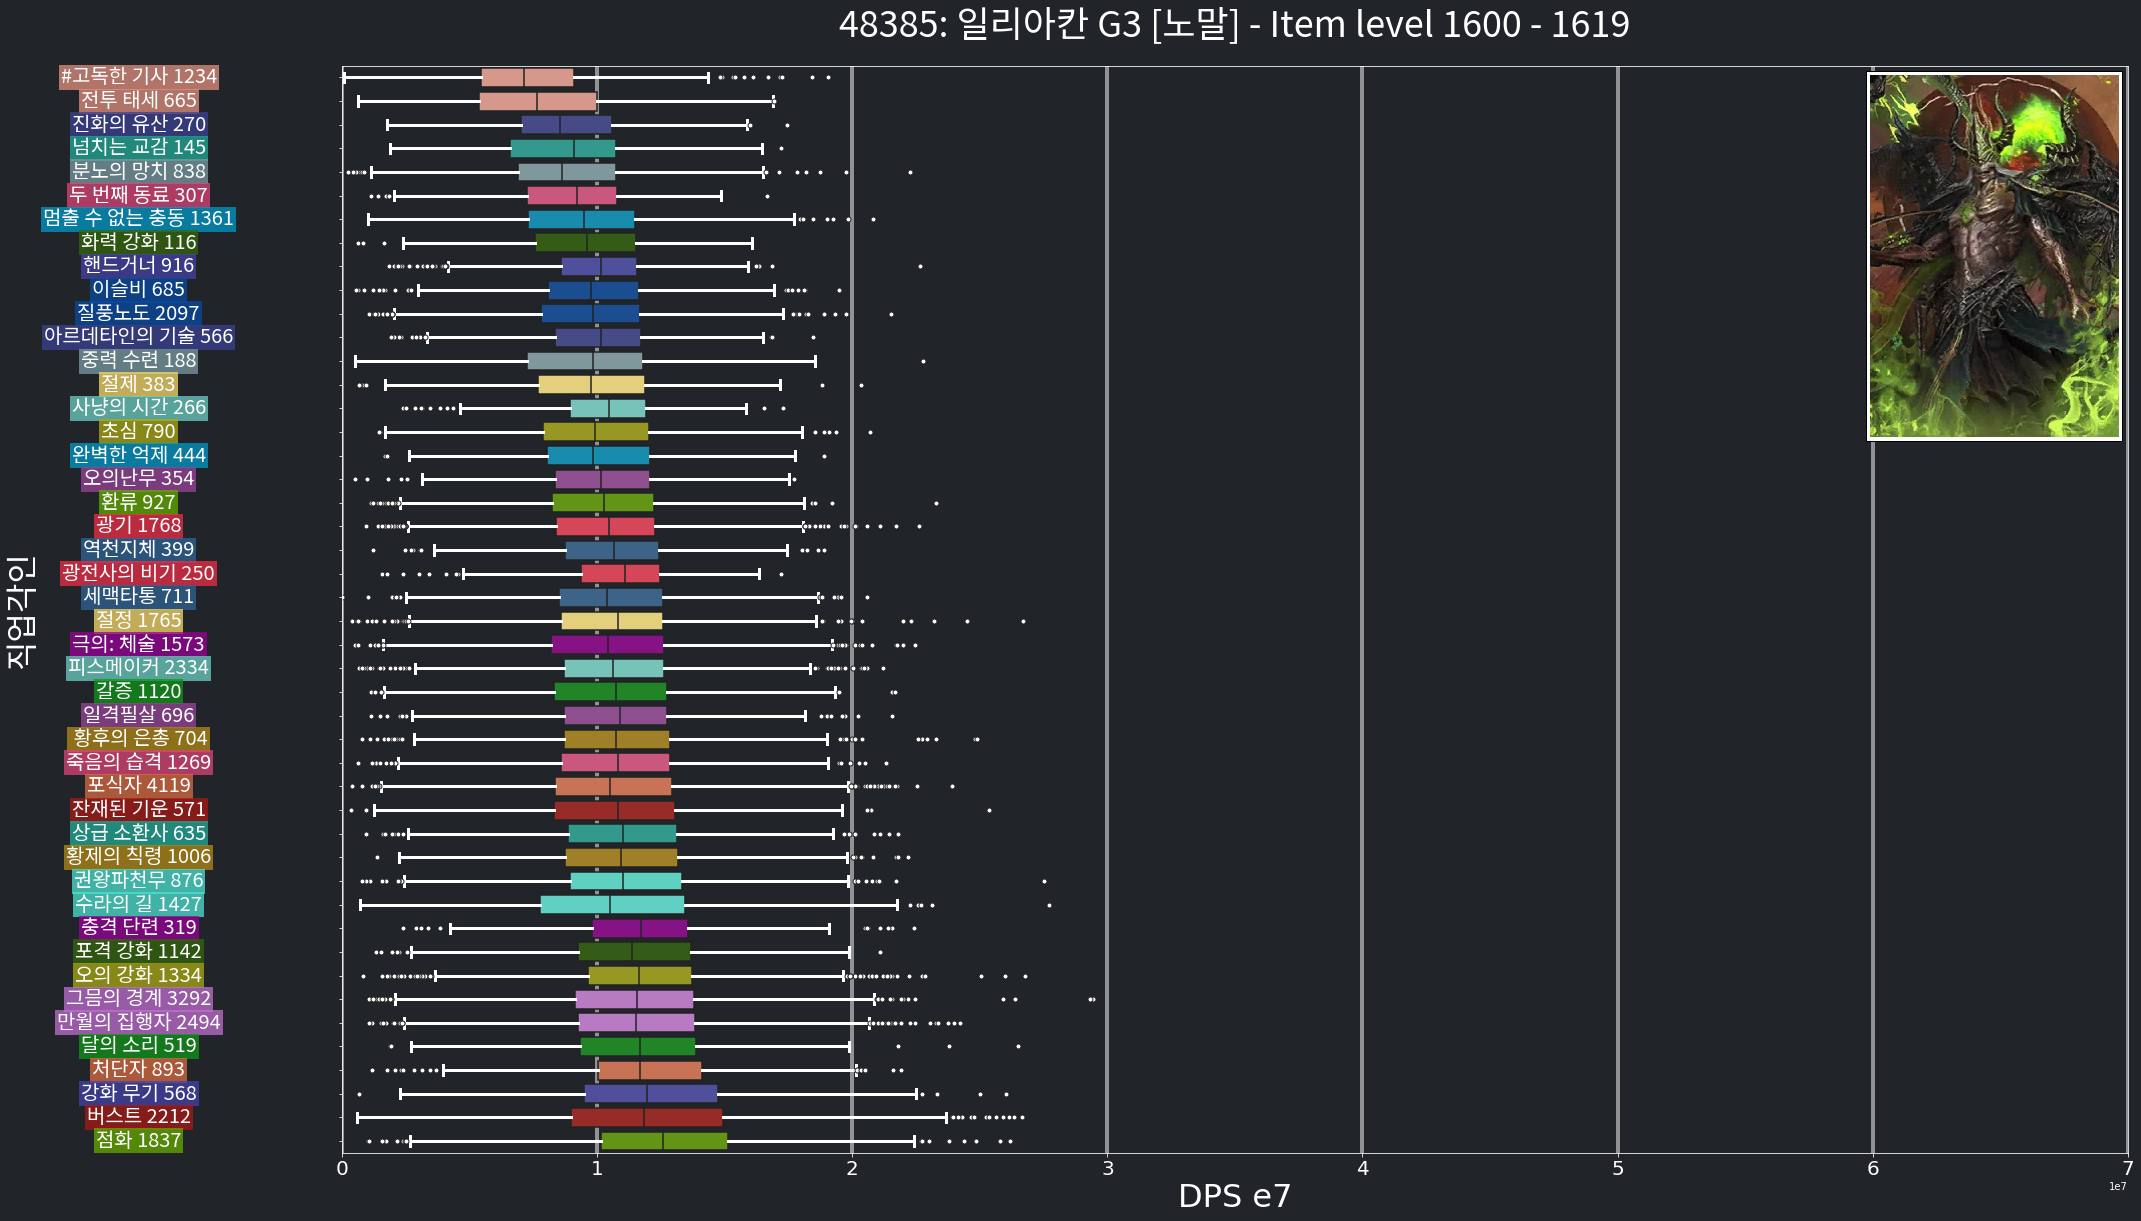 48385: 일리아칸 G3 [노말] - Item level 1600 - 1619
#고독한 기사 1234
전투 태세 665
진화의 유산 270
넘치는 교감 145
분노의 망치 838
두 번째 동료 307
멈출 수 없는 충동 1361
화력 강화 116
핸드거너 916
이슬비 685
질풍노도 2097
아르데타인의 기술 566
중력 수련 188
절제 383
사냥의 시간 266
초심 790
완벽한 억제 444
오의난무 354
환류 927
광기 1768
역천지체 399
광전사의 비기 250
세맥타통 711
절정 1765
극의: 체술 1573
피스메이커 2334
갈증 1120
일격필살 696
황후의 은총 704
죽음의 습격 1269
포식자 4119
잔재된 기운 571
상급 소환사 635
황제의 칙령 1006
권왕파천무 876
수라의 길 1427
충격 단련 319
포격 강화 1142
오의 강화 1334
그믐의 경계 3292
만월의 집행자 2494
달의 소리 519
처단자 893
강화 무기 568
버스트 2212
점화 1837
직업각인
0 1 2 3 4 5 6 7
1e7
DPS e7